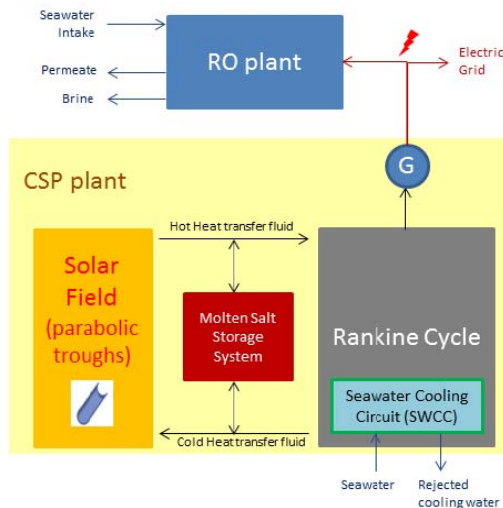 Seawater
Intake
Permeate
Brine
RO plant
Electric
Grid
G
CSP plant
Hot Heat transfer fluid
Solar
Field
(parabolic
troughs)
Molten Salt
Storage
System
Rankine Cycle
Seawater Cooling
Circuit (SWCC)
Cold Heat transfer fluid
Seawater
Rejected
cooling water